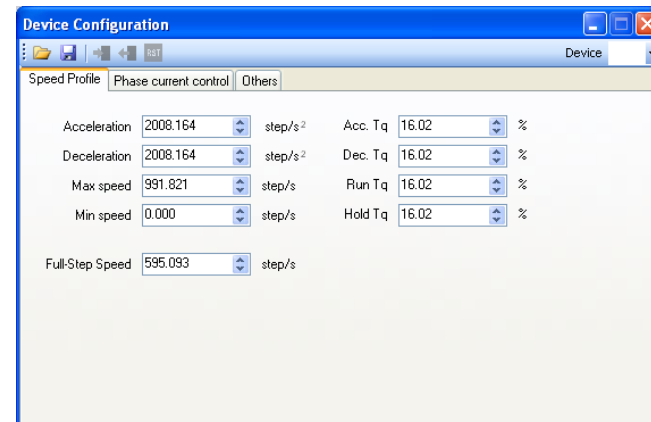 Device Configuration
RST
Device
Speed Profile Phase current control Others
Acceleration 2008.164 step/s² Acc. Tq 16.02 %
Deceleration 2008.164 step/s² Dec. Tq 16.02 %
Max speed 991.821 step/s Run Tq 16.02 %
Min speed 0.000 step/s Hold Tq 16.02 %
Full-Step Speed 595.093 step/s